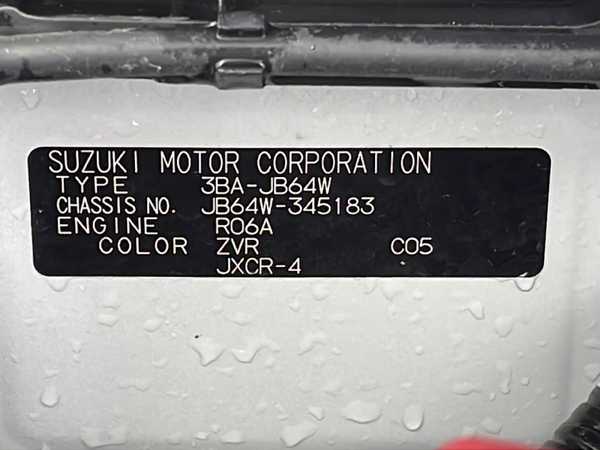 SUZUKI MOTOR CORPORATION
TYPE 3BA-JB64W
CHASSIS NO. JB64W-345183
ENGINE R06A
COLOR ZVR C05
JXCR-4